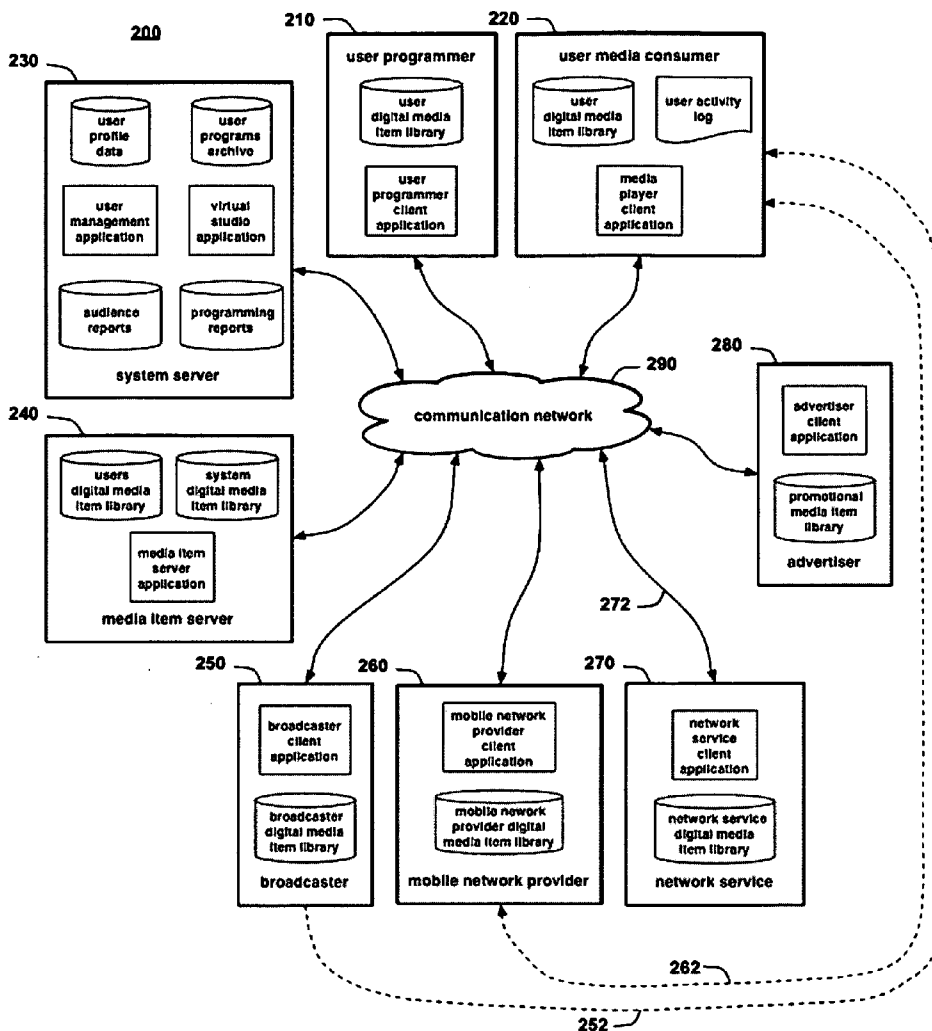 200
230
user
profile
data
user
programs
archive
user
management
application
virtual
studio
application
audience
reports
programming
reports
system server
210
user programmer
user
digital media
item library
user
programmer
client
application
220
user media consumer
user
digital media
item library
user activity
log
media
player
client
application
290
communication network
280
advertiser
client
application
promotional
media item
library
advertiser
240
users
digital media
item library
system
digital media
item library
media item
server
application
media item server
272
250
broadcaster
client
application
broadcaster
digital media
item library
broadcaster
260
mobile network
provider
client
application
mobile nework
provider digital
media item library
mobile network provider
270
network
service
client
application
network service
digital media
item library
network service
262
252